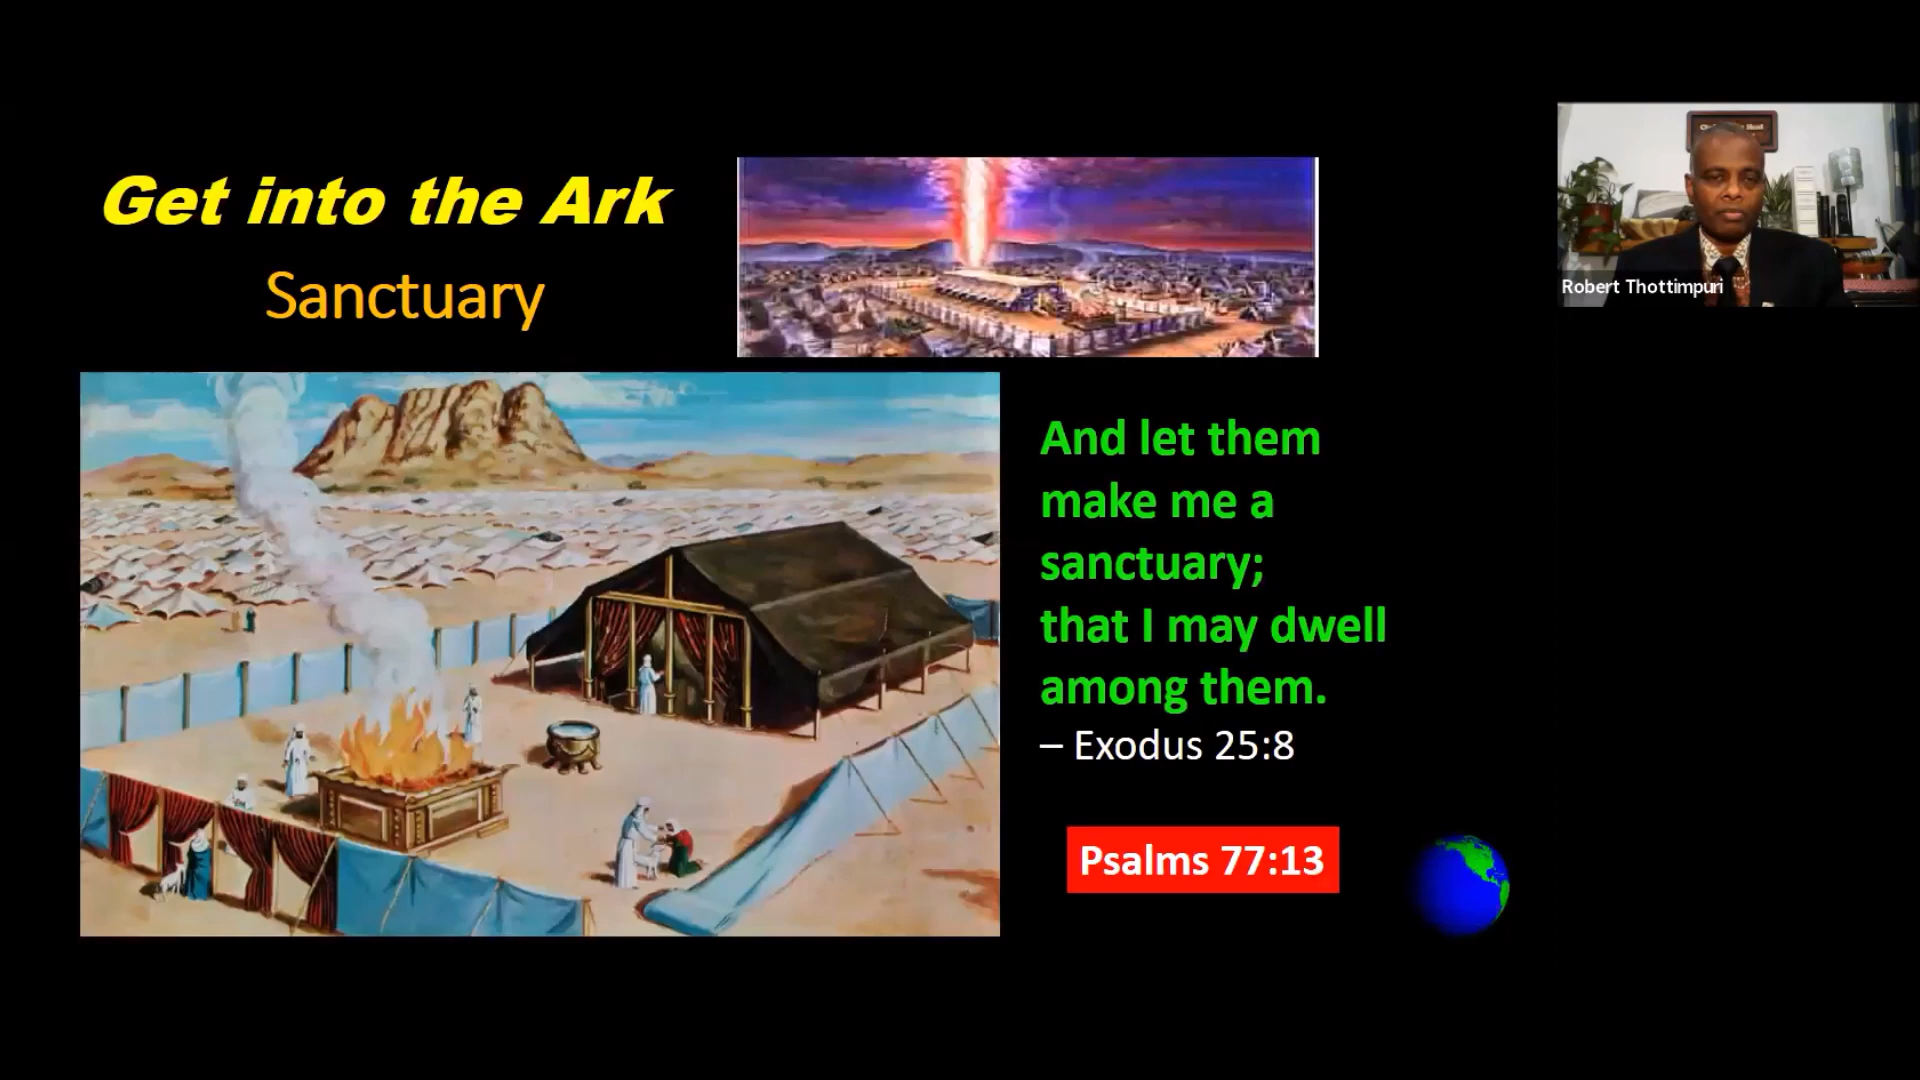 Get into the Ark
Sanctuary
And let them
make me a
sanctuary;
that I may dwell
among them.
– Exodus 25:8
Psalms 77:13
Robert Thottimpuri